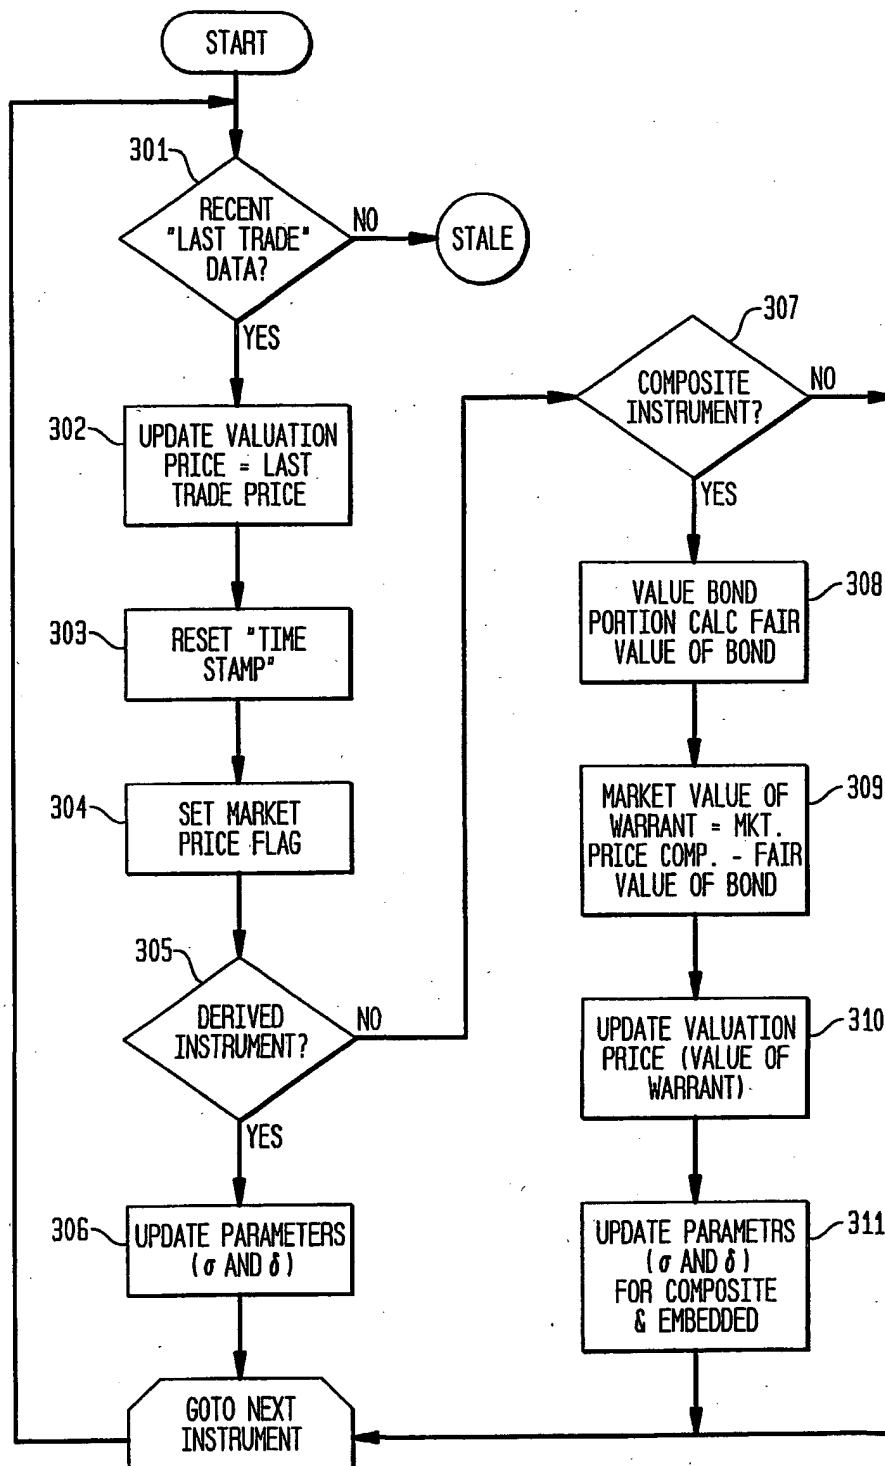 START
301
RECENT
"LAST TRADE"
DATA?
NO
STALE
YES
302
UPDATE VALUATION
PRICE = LAST
TRADE PRICE
303
RESET "TIME
STAMP"
304
SET MARKET
PRICE FLAG
305
DERIVED
INSTRUMENT?
NO
YES
306
UPDATE PARAMETERS
(σ AND δ)
GOTO NEXT
INSTRUMENT
307
COMPOSITE
INSTRUMENT?
NO
YES
308
VALUE BOND
PORTION CALC FAIR
VALUE OF BOND
309
MARKET VALUE OF
WARRANT = MKT.
PRICE COMP. - FAIR
VALUE OF BOND
310
UPDATE VALUATION
PRICE (VALUE OF
WARRANT)
311
UPDATE PARAMETRS
(σ AND δ)
FOR COMPOSITE
& EMBEDDED